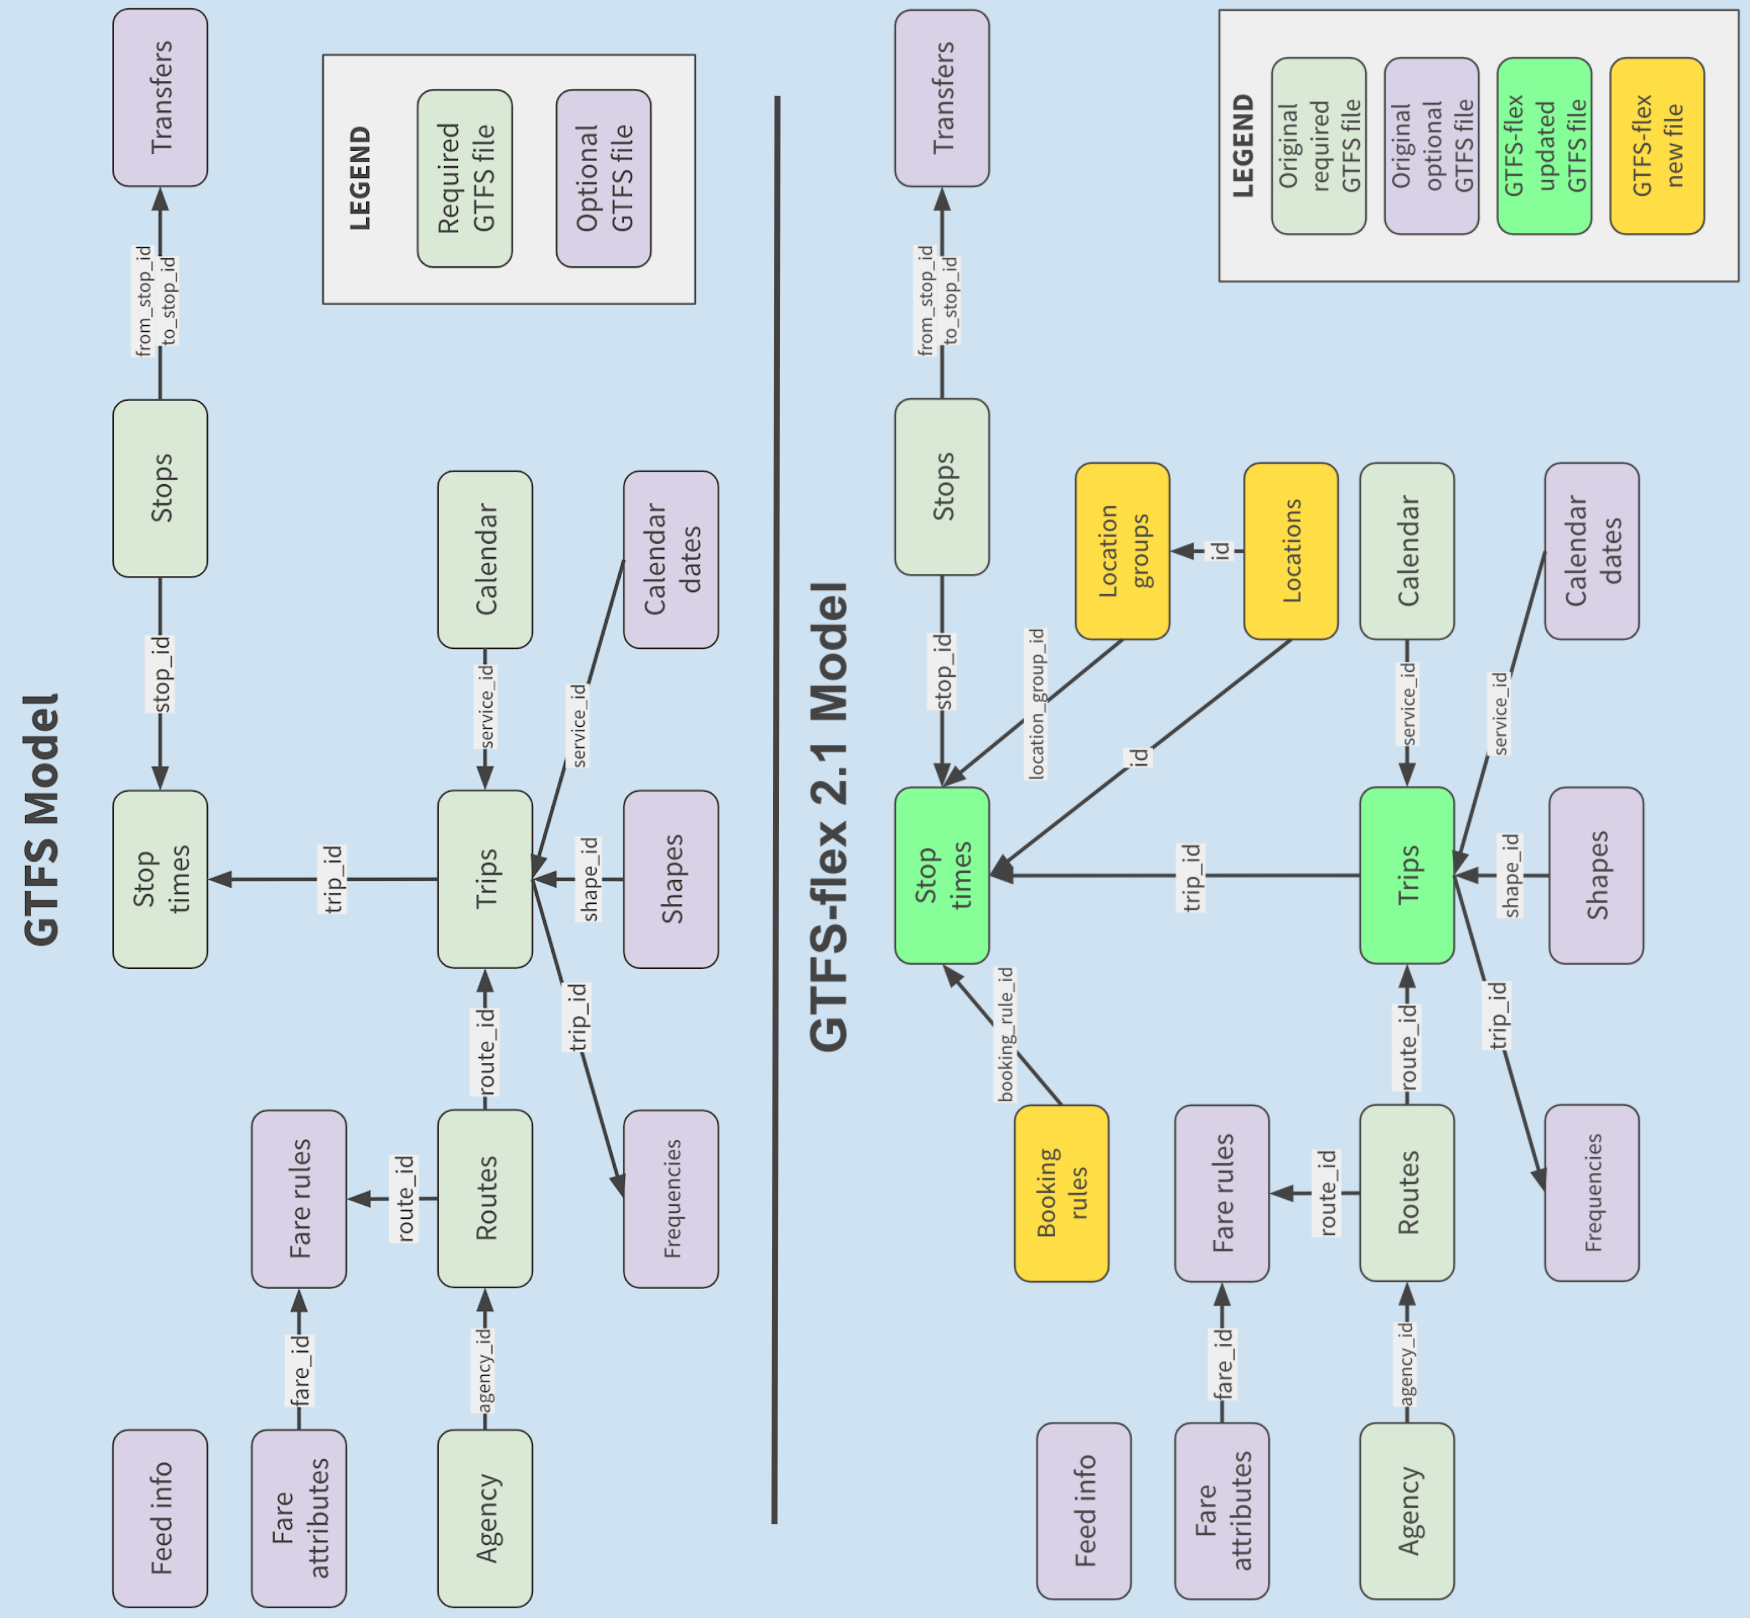 GTFS Model
Feed info
Fare
attributes
Agency
fare_id
agency_id
Fare rules
Routes
Frequencies
route_id
route_id
trip_id
Stop
times
Trips
Shapes
trip_id
shape_id
stop_id
service_id
service_id
Stops
Calendar
Calendar
dates
from_stop_id
to_stop_id
Transfers
LEGEND
Required
GTFS file
Optional
GTFS file
GTFS-flex 2.1 Model
Feed info
Fare
attributes
Agency
fare_id
agency_id
Booking
rules
Fare rules
Routes
Frequencies
route_id
booking_rule_id
route_id
trip_id
Stop
times
Trips
Shapes
trip_id
shape_id
stop_id
location_group_id
id
service_id
service_id
Stops
Location
groups
id
Locations
Calendar
Calendar
dates
from_stop_id
to_stop_id
Transfers
LEGEND
Original
required
GTFS file
Original
optional
GTFS file
GTFS-flex
updated
GTFS file
GTFS-flex
new file